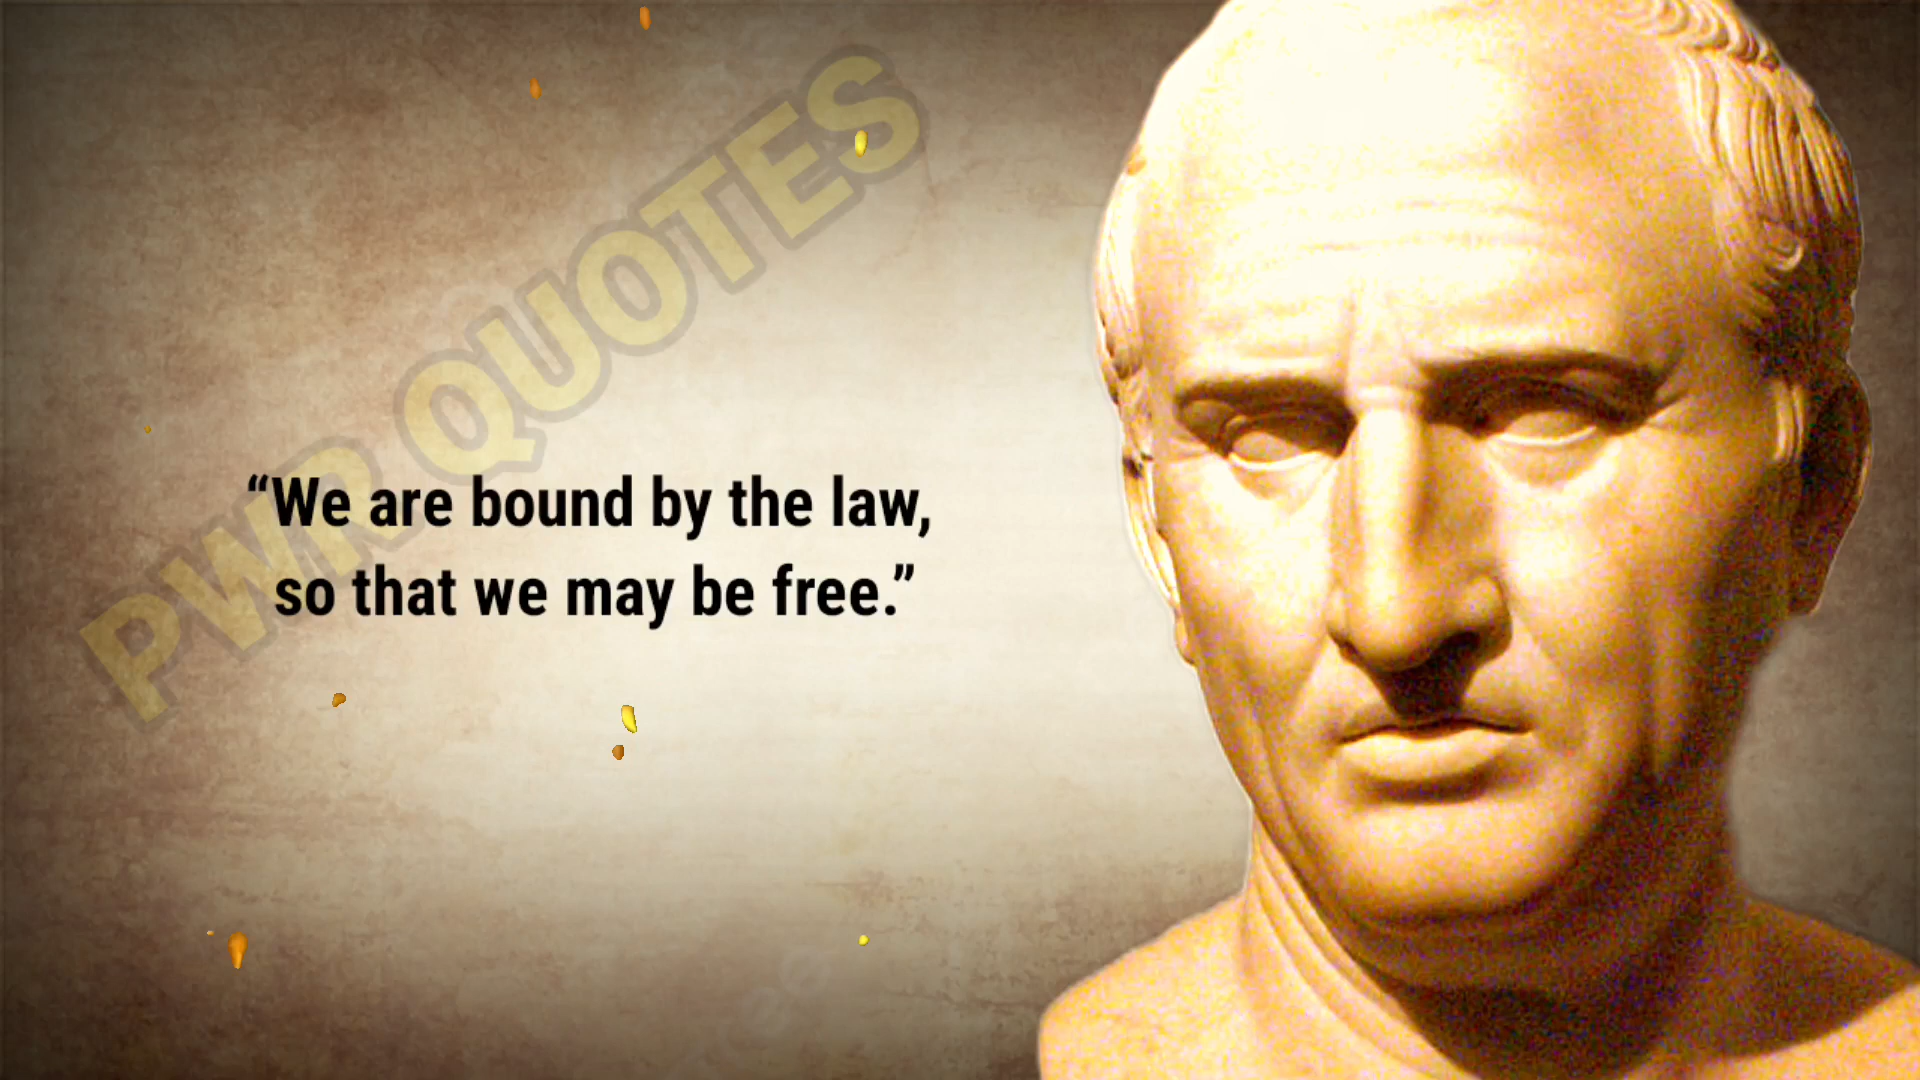 PWR QUOTES
“We are bound by the law,
so that we may be free.”